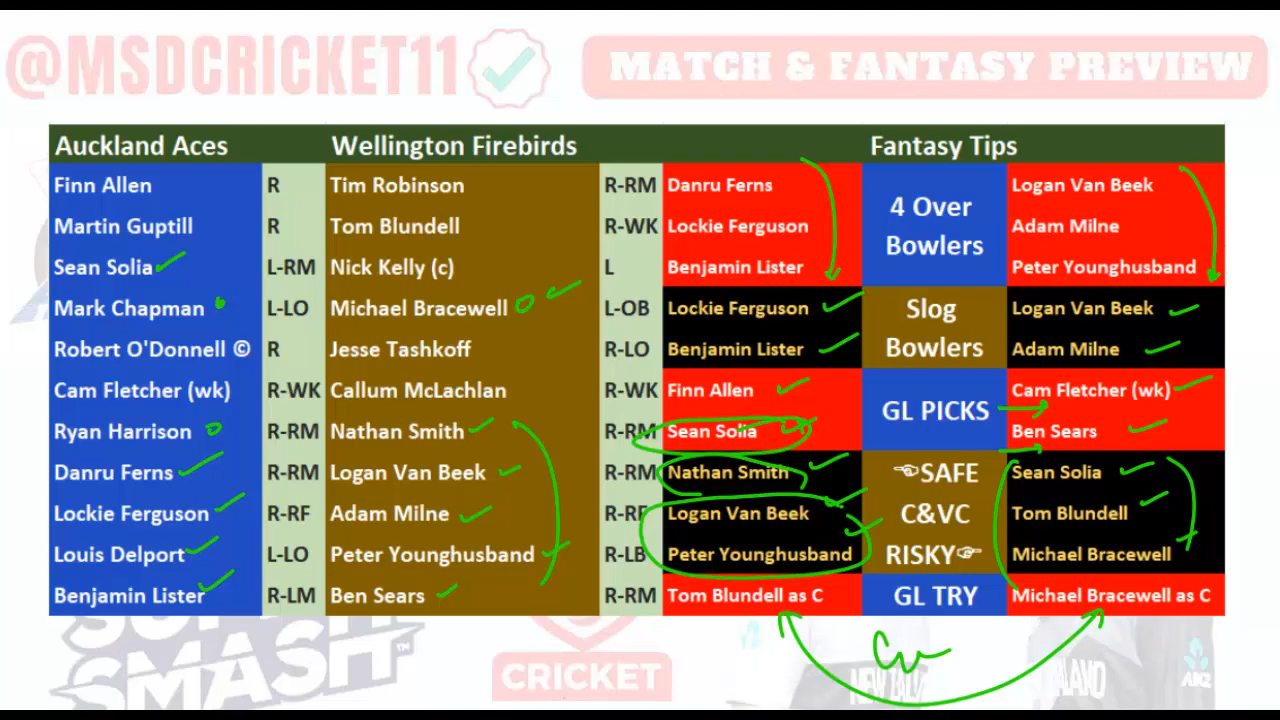 @MSDCRICKET11 MATCH & FANTASY PREVIEW
Auckland Aces Wellington Firebirds Fantasy Tips
Finn Allen R Tim Robinson R-RM Danru Ferns Logan Van Beek
Martin Guptill R Tom Blundell R-WK Lockie Ferguson 4 Over Bowlers Adam Milne
Sean Solia L-RM Nick Kelly (c) L Benjamin Lister Peter Younghusband
Mark Chapman L-LO Michael Bracewell L-OB Lockie Ferguson Slog Logan Van Beek
Robert O'Donnell © R Jesse Tashkoff R-LO Benjamin Lister Bowlers Adam Milne
Cam Fletcher (wk) R-WK Callum McLachlan R-WK Finn Allen GL PICKS Cam Fletcher (wk)
Ryan Harrison R-RM Nathan Smith R-RM Sean Solia Ben Sears
Danru Ferns R-RM Logan Van Beek R-RM Nathan Smith ☜SAFE Sean Solia
Lockie Ferguson R-RF Adam Milne R-RF Logan Van Beek C&VC Tom Blundell
Louis Delport L-LO Peter Younghusband R-LB Peter Younghusband RISKY☞ Michael Bracewell
Benjamin Lister R-LM Ben Sears R-RM Tom Blundell as C GL TRY Michael Bracewell as C
SUPER
SMASH
CRICKET
NEW ZEALAND
ANZ